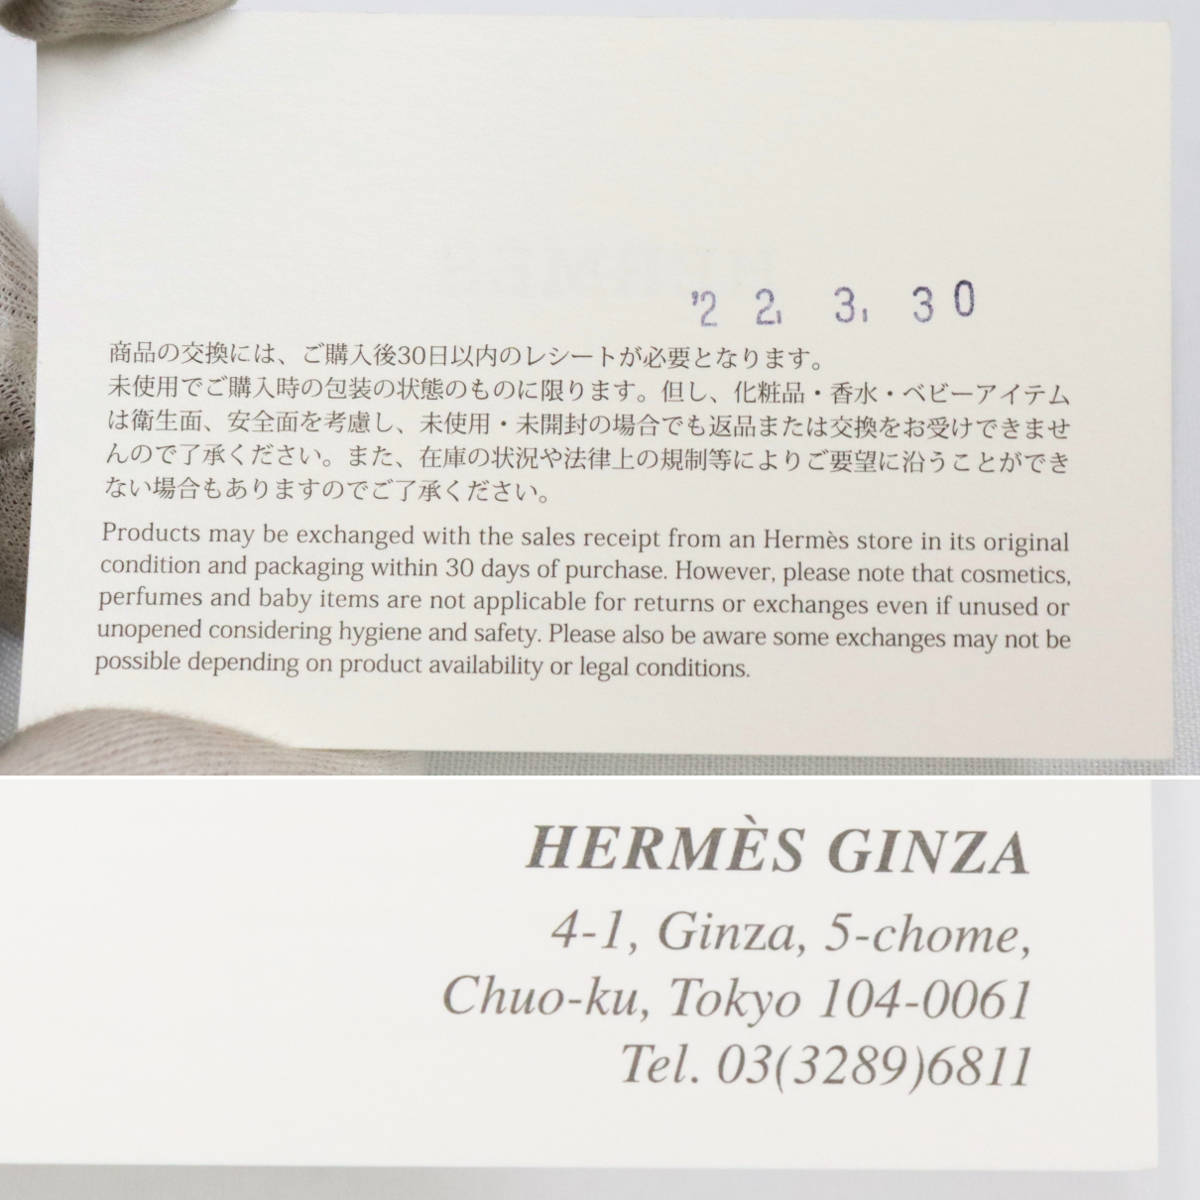 '22. 3. 30
商品の交換には、ご購入後30日以内のレシートが必要となります。
未使用でご購入時の包装の状態のものに限ります。但し、化粧品・香水・ベビーアイテム
は衛生面、安全面を考慮し、未使用・未開封の場合でも返品または交換をお受けできませ
んので了承ください。また、在庫の状況や法律上の規制等によりご要望に沿うことができ
ない場合もありますのでご了承ください。
Products may be exchanged with the sales receipt from an Hermès store in its original
condition and packaging within 30 days of purchase. However, please note that cosmetics,
perfumes and baby items are not applicable for returns or exchanges even if unused or
unopened considering hygiene and safety. Please also be aware some exchanges may not be
possible depending on product availability or legal conditions.
HERMÈS GINZA
4-1, Ginza, 5-chome,
Chuo-ku, Tokyo 104-0061
Tel. 03(3289)6811